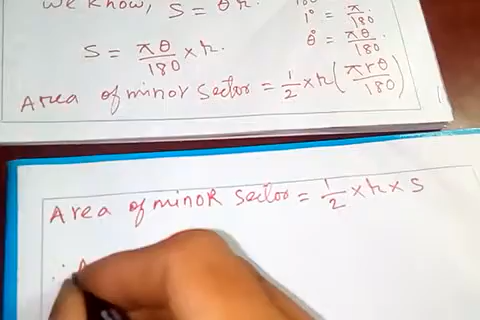 We know, S = θr.
1° = π/180
θ° = πθ/180
S = πθ/180 × r.
Area of minor sector = 1/2 × r (πrθ/180)
Area of minor sector = 1/2 × r × S
∴ A